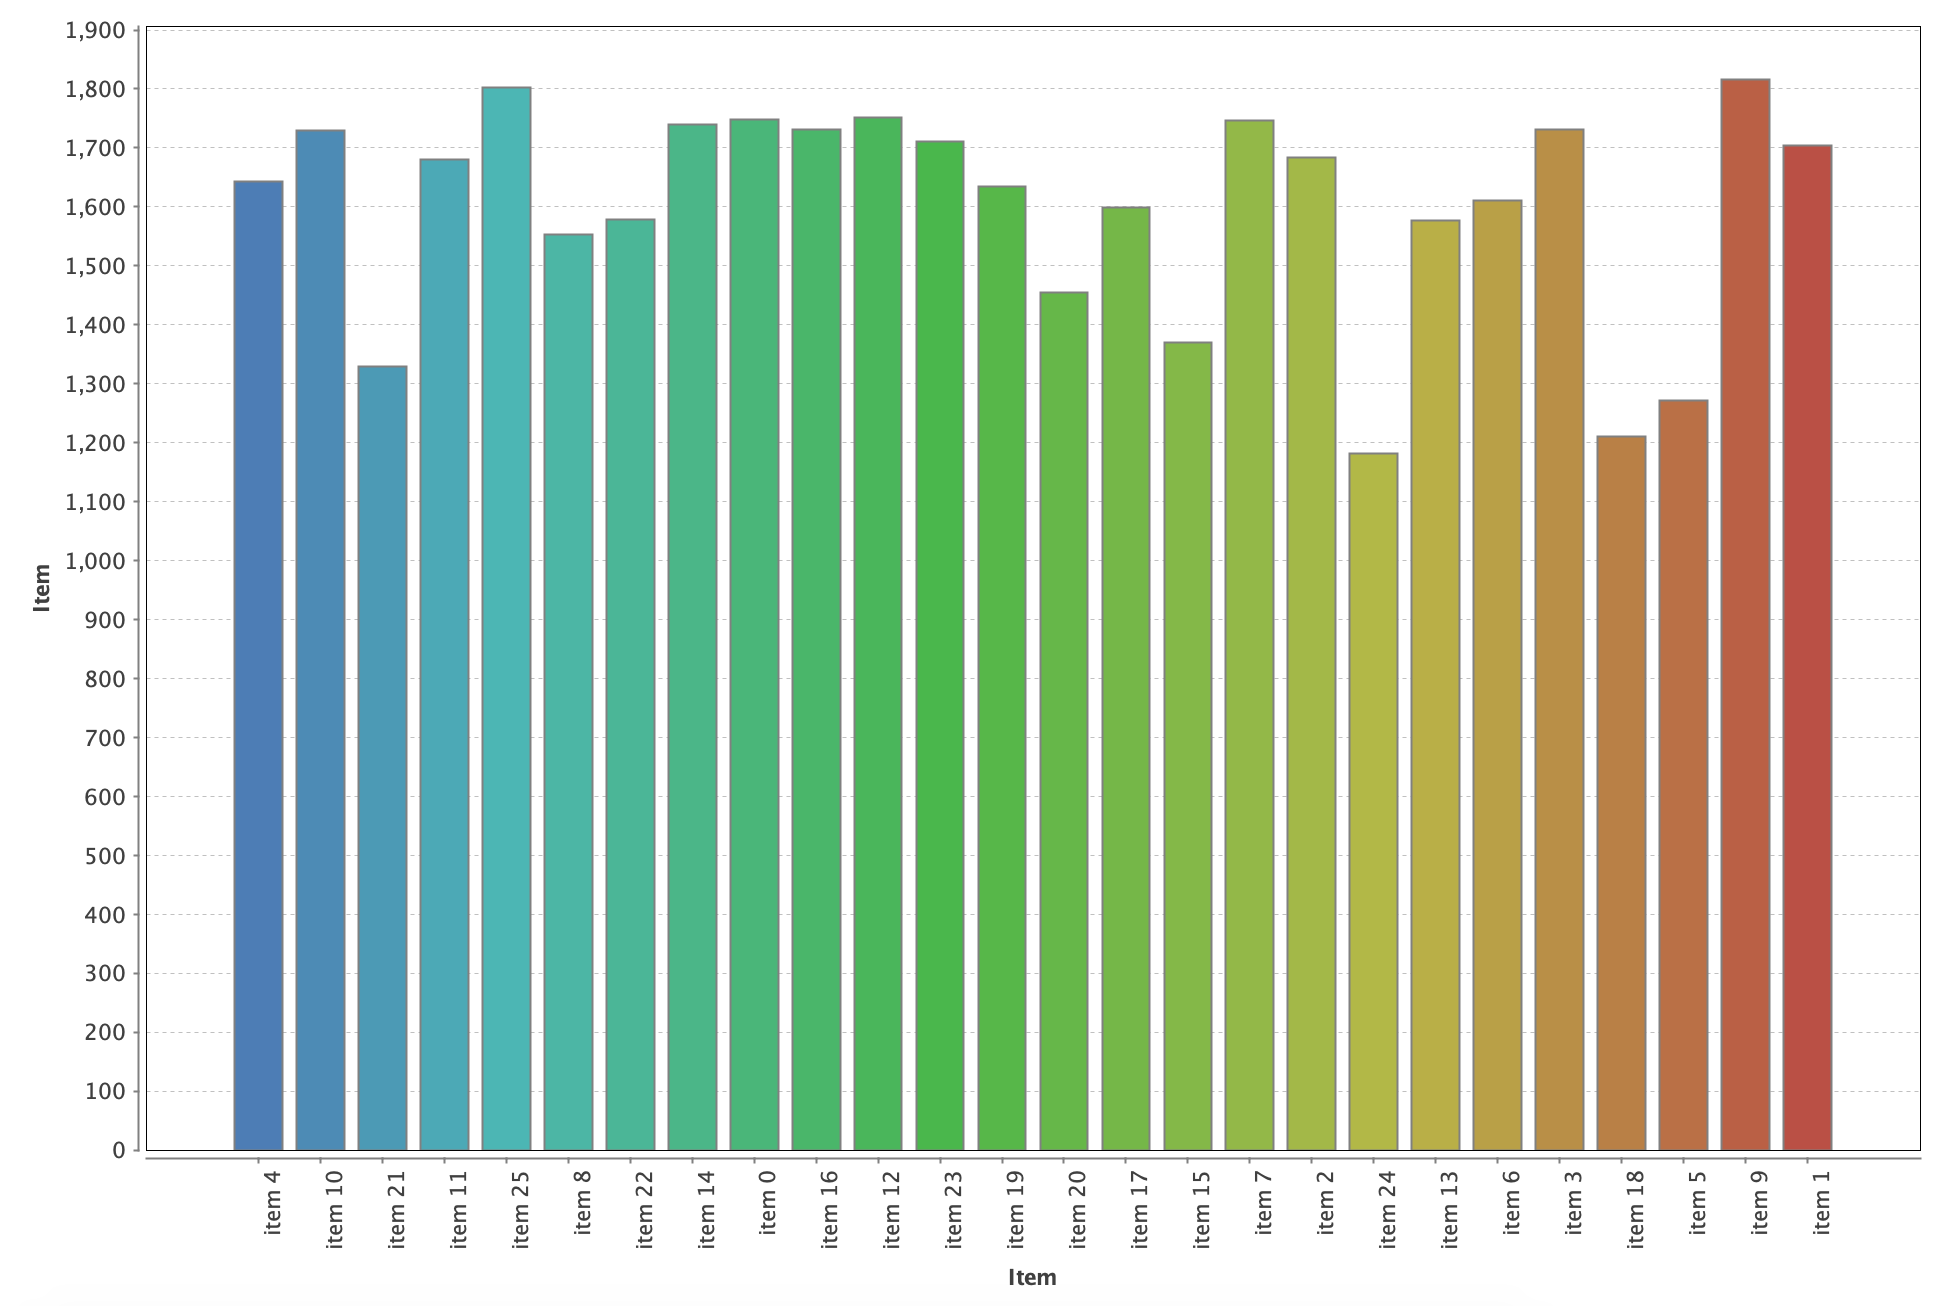 1,900
1,800
1,700
1,600
1,500
1,400
1,300
1,200
1,100
1,000
900
800
700
600
500
400
300
200
100
0
Item
item 4
item 10
item 21
item 11
item 25
item 8
item 22
item 14
item 0
item 16
item 12
item 23
item 19
item 20
item 17
item 15
item 7
item 2
item 24
item 13
item 6
item 3
item 18
item 5
item 9
item 1
Item